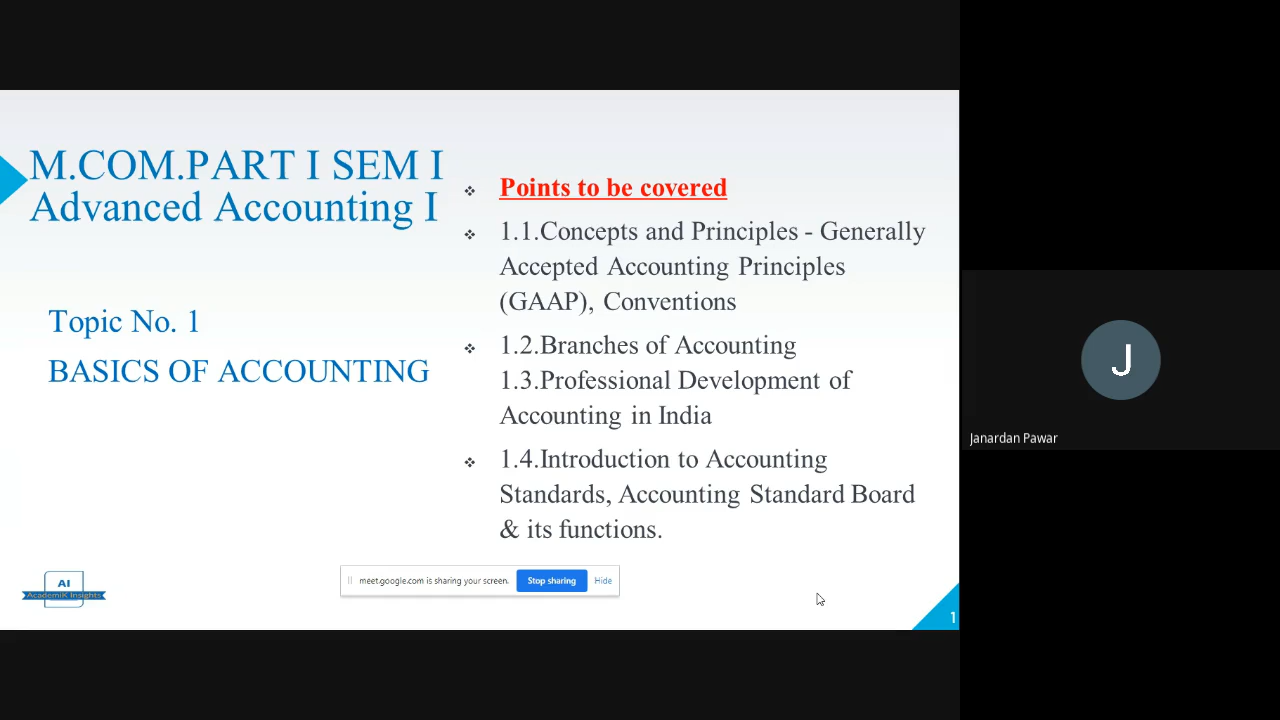 M.COM.PART I SEM I
Advanced Accounting I
Topic No. 1
BASICS OF ACCOUNTING
Points to be covered
1.1.Concepts and Principles - Generally
Accepted Accounting Principles
(GAAP), Conventions
1.2.Branches of Accounting
1.3.Professional Development of
Accounting in India
1.4.Introduction to Accounting
Standards, Accounting Standard Board
& its functions.
AI
AcademiK Insights
meet.google.com is sharing your screen. Stop sharing Hide
1
J
Janardan Pawar